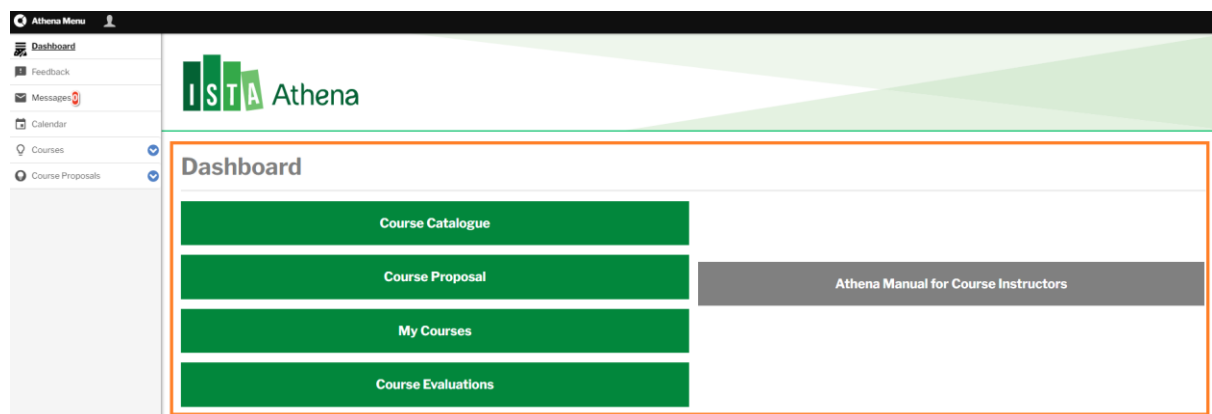 Athena Menu
Dashboard
Feedback
Messages 0
Calendar
Courses
Course Proposals
ISTA Athena
Dashboard
Course Catalogue
Course Proposal
Athena Manual for Course Instructors
My Courses
Course Evaluations